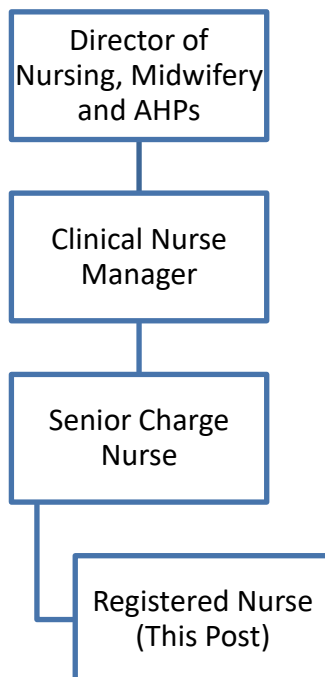 Director of
Nursing, Midwifery
and AHPs
Clinical Nurse
Manager
Senior Charge
Nurse
Registered Nurse
(This Post)